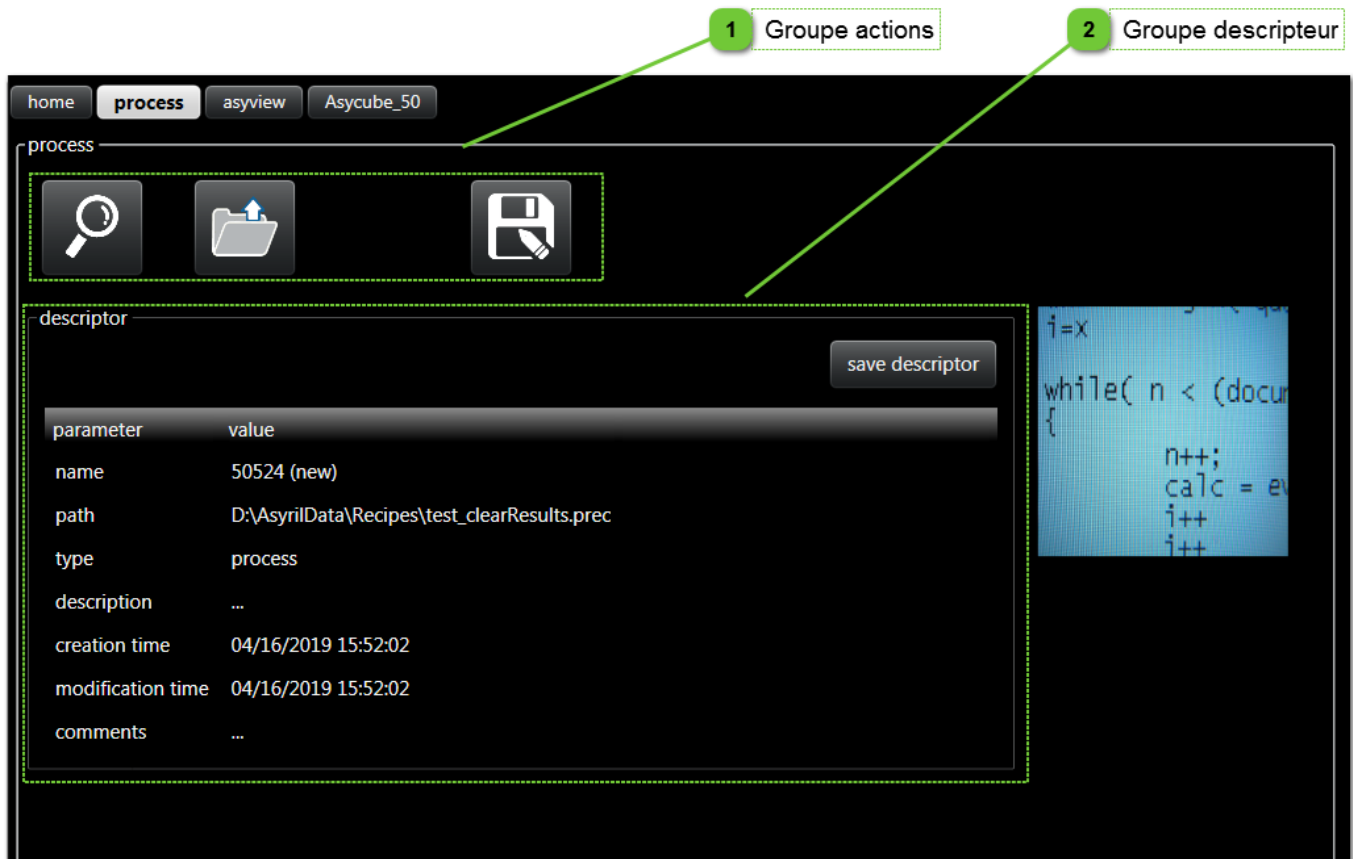 1 Groupe actions
2 Groupe descripteur
home process asyview Asycube_50
process
descriptor
save descriptor
parameter value
name 50524 (new)
path D:\AsyrilData\Recipes\test_clearResults.prec
type process
description ...
creation time 04/16/2019 15:52:02
modification time 04/16/2019 15:52:02
comments ...
i=x
while( n < (docum
{
n++;
calc = ev
i++
i++